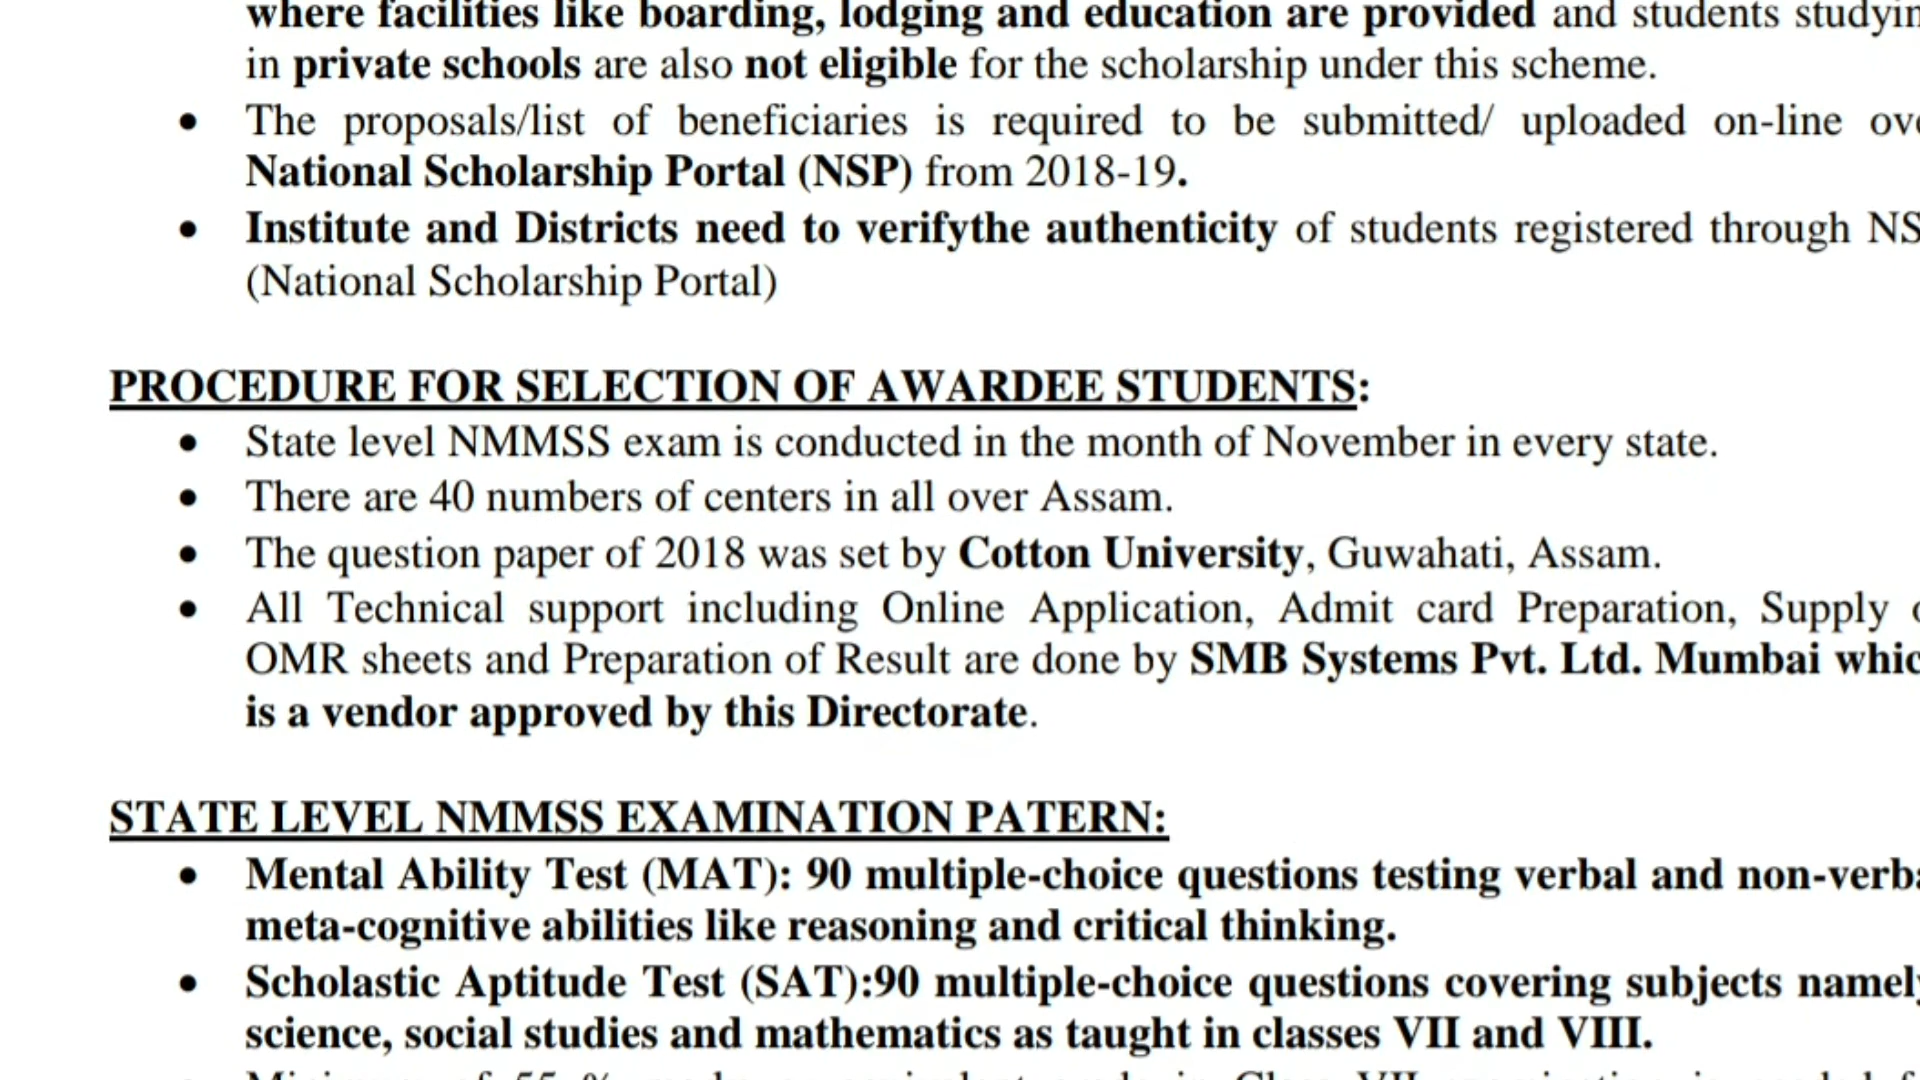 where facilities like boarding, lodging and education are provided and students
in private schools are also not eligible for the scholarship under this scheme.
• The proposals/list of beneficiaries is required to be submitted/ uploaded on-line
National Scholarship Portal (NSP) from 2018-19.
• Institute and Districts need to verifythe authenticity of students registered through
(National Scholarship Portal)
PROCEDURE FOR SELECTION OF AWARDEE STUDENTS:
• State level NMMSS exam is conducted in the month of November in every state.
• There are 40 numbers of centers in all over Assam.
• The question paper of 2018 was set by Cotton University, Guwahati, Assam.
• All Technical support including Online Application, Admit card Preparation, Supply
OMR sheets and Preparation of Result are done by SMB Systems Pvt. Ltd. Mumbai
is a vendor approved by this Directorate.
STATE LEVEL NMMSS EXAMINATION PATERN:
• Mental Ability Test (MAT): 90 multiple-choice questions testing verbal and
meta-cognitive abilities like reasoning and critical thinking.
• Scholastic Aptitude Test (SAT):90 multiple-choice questions covering subjects namely
science, social studies and mathematics as taught in classes VII and VIII.